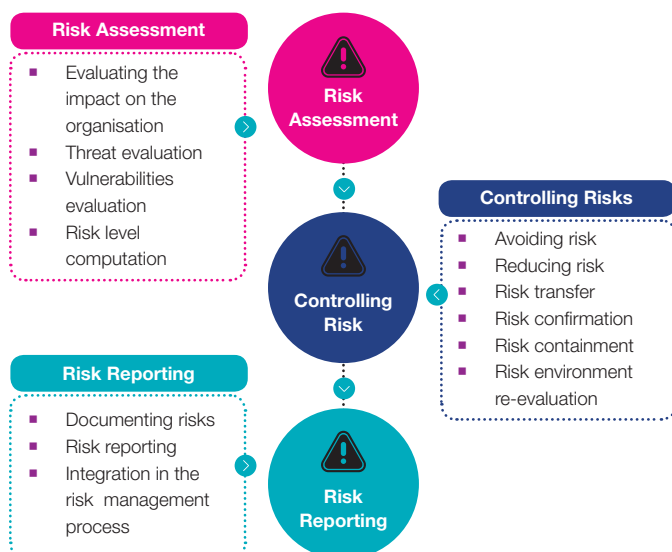 Risk Assessment
Evaluating the
impact on the
organisation
Threat evaluation
Vulnerabilities
evaluation
Risk level
computation
Risk
Assessment
Controlling Risks
Avoiding risk
Reducing risk
Risk transfer
Risk confirmation
Risk containment
Risk environment
re-evaluation
Controlling
Risk
Risk Reporting
Documenting risks
Risk reporting
Integration in the
risk management
process
Risk
Reporting